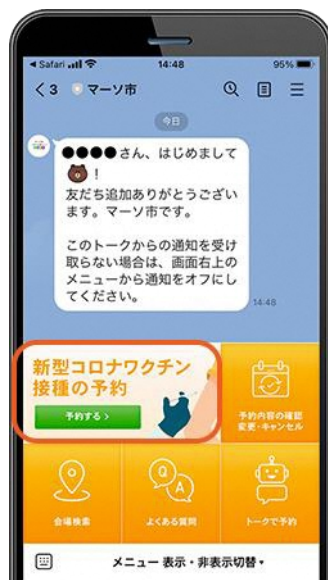 Safari
14:48
95%
3
マーソ市
今日
●●●●さん、はじめまして
!
友だち追加ありがとうござい
ます。マーソ市です。
このトークからの通知を受け
取らない場合は、画面右上の
メニューから通知をオフにし
てください。
14:48
新型コロナワクチン
接種の予約
予約する >
予約内容の確認
変更・キャンセル
会場検索
Q
A
よくある質問
トークで予約
メニュー 表示・非表示切替 ▾